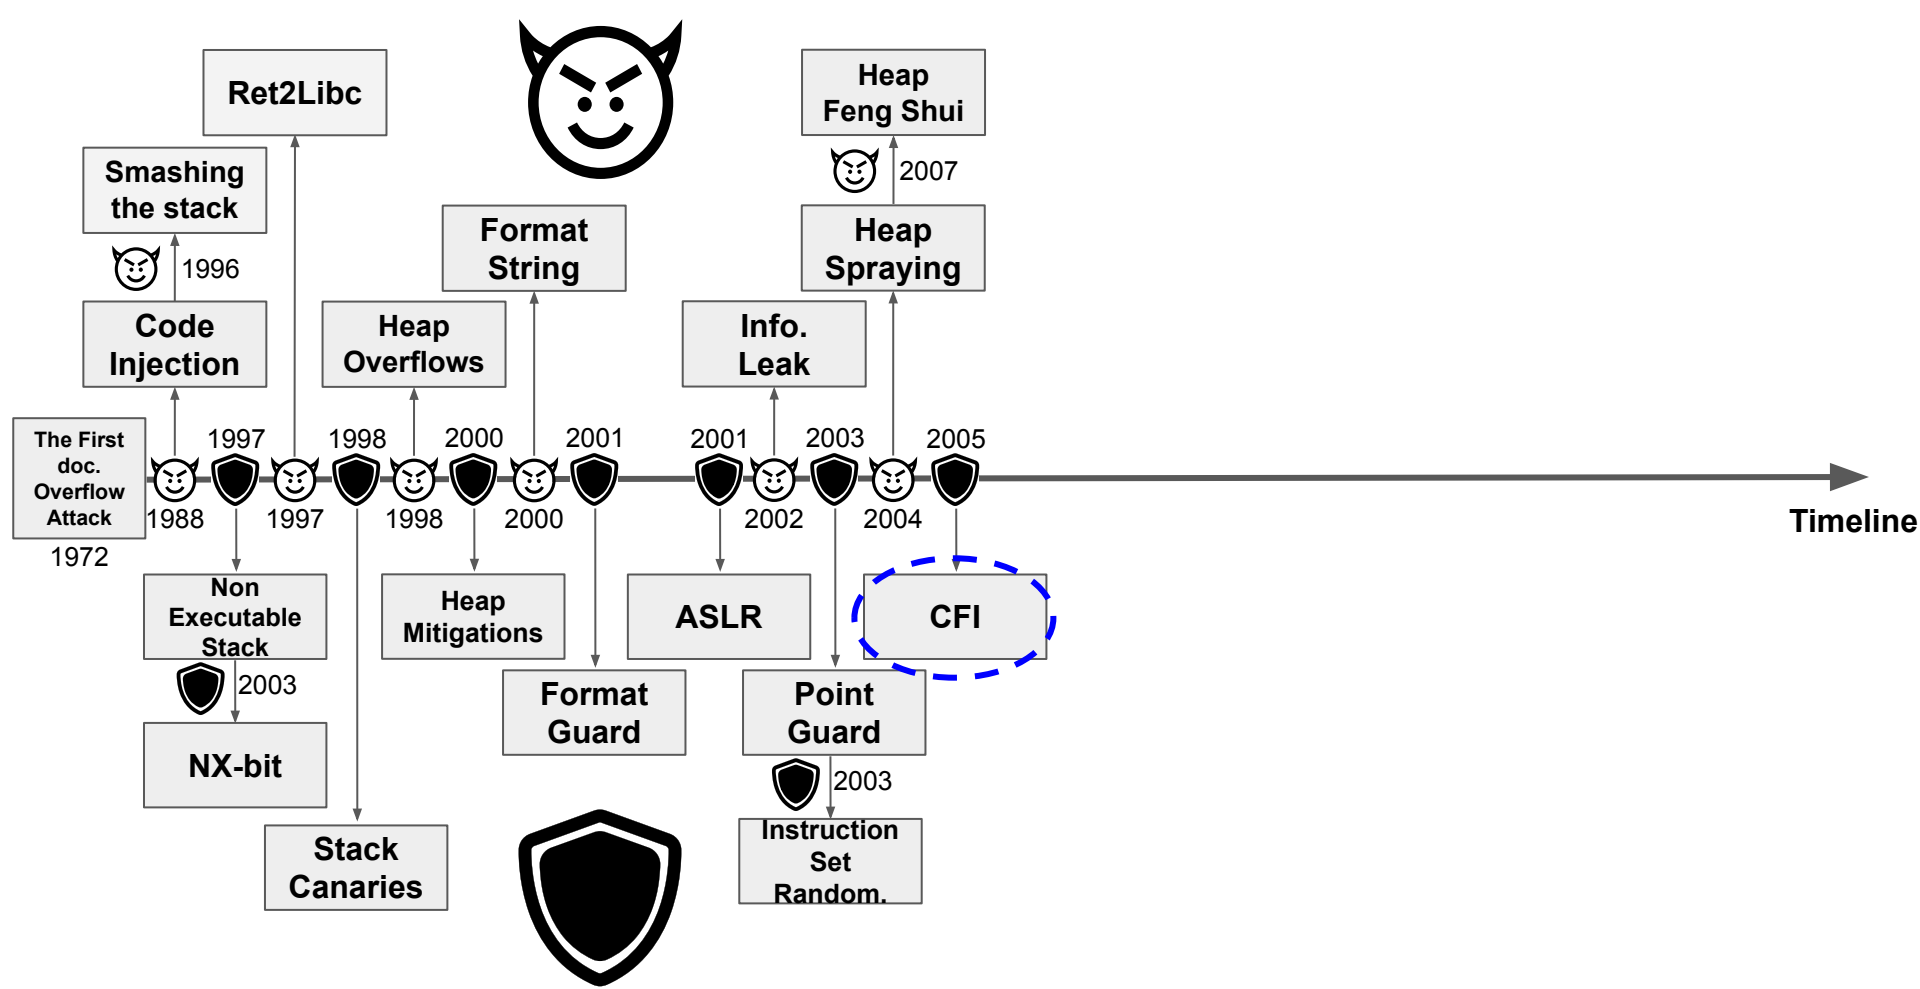 Ret2Libc
Heap
Feng Shui
Smashing
the stack
2007
Format
String
Heap
Spraying
1996
Code
Injection
Heap
Overflows
Info.
Leak
The First
doc.
Overflow
Attack
1972
1997
1998
2000
2001
2001
2003
2005
1988
1997
1998
2000
2002
2004
Timeline
Non
Executable
Stack
Heap
Mitigations
ASLR
CFI
2003
Format
Guard
Point
Guard
NX-bit
2003
Stack
Canaries
Instruction
Set
Random.